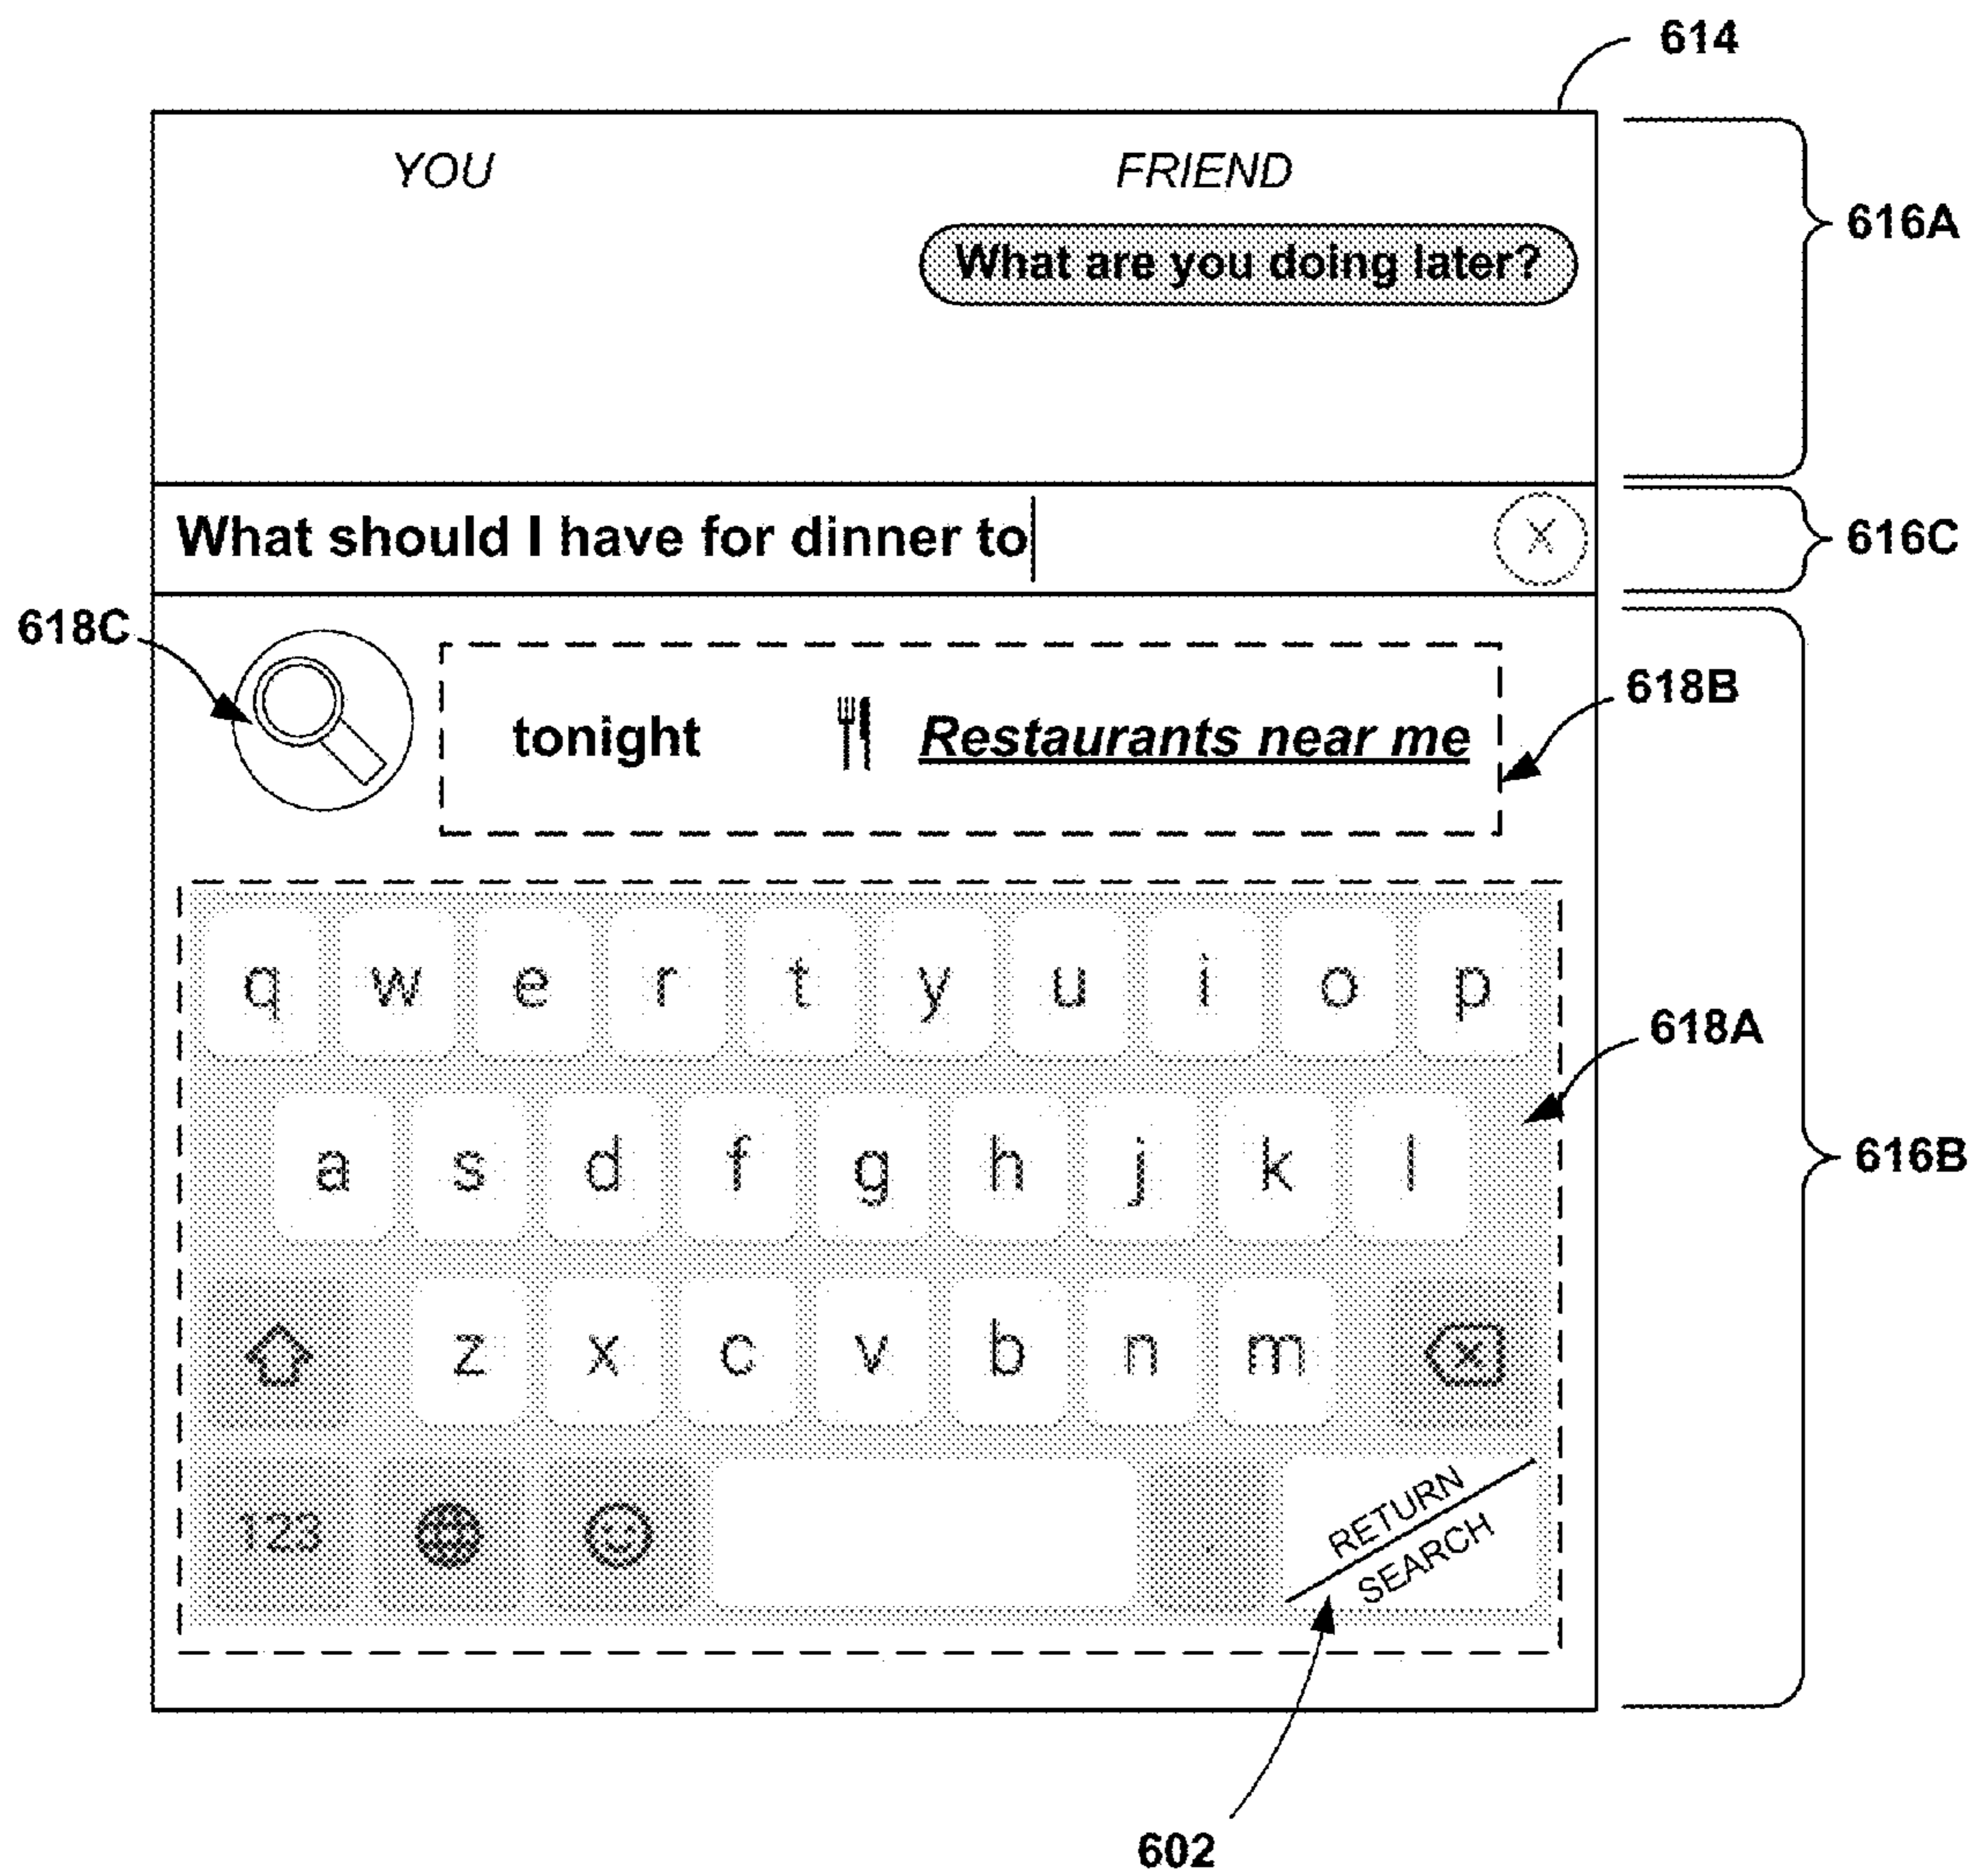 614
YOU FRIEND
616A
What are you doing later?
What should I have for dinner to X
616C
618C
618B
tonight Restaurants near me
q w e r t y u i o p
618A
a s d f g h j k l
616B
z x c v b n m
123 .
RETURN
SEARCH
602